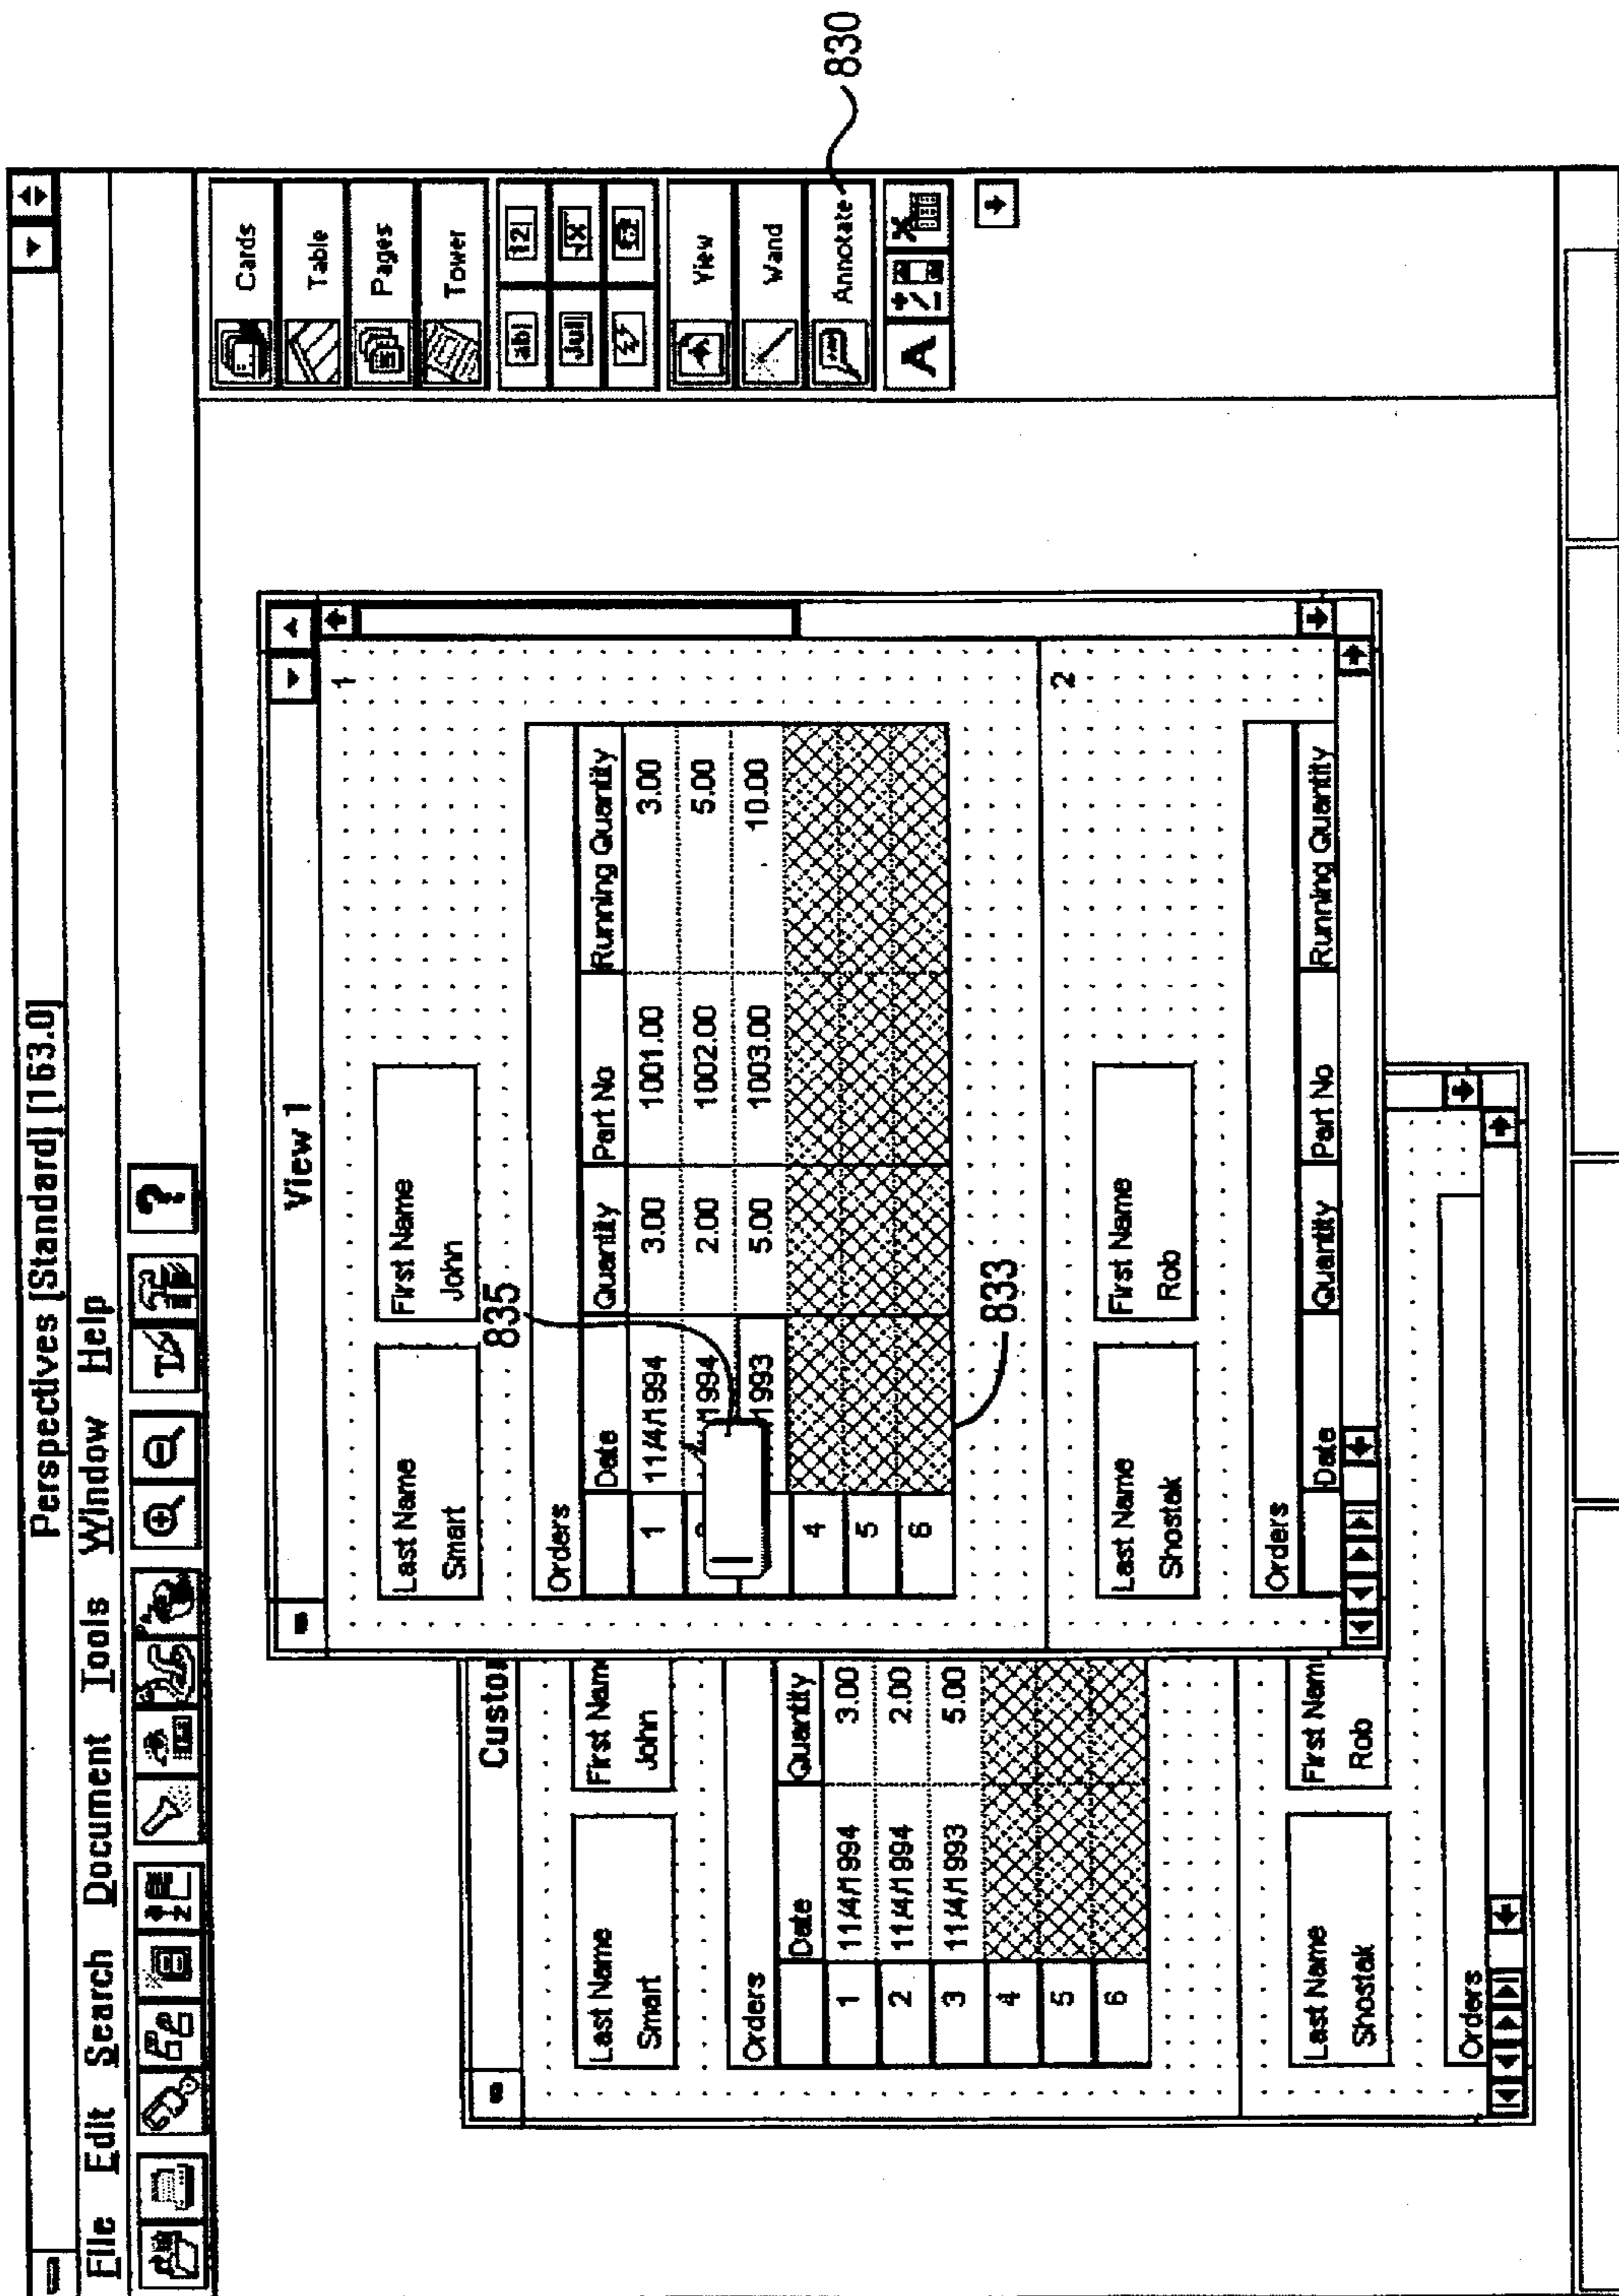 Perspectives [Standard] [163.0]
File Edit Search Document Tools Window Help
?
Cards
Table
Pages
Tower
ab| 12|
Jul| √X
View
Wand
Annotate
830
A
View 1
1
Last Name First Name
Smart John
835
Orders
Date Quantity Part No Running Quantity
1 11/4/1994 3.00 1001.00 3.00
/1994 2.00 1002.00 5.00
/1993 5.00 1003.00 10.00
4
5
6
833
2
Last Name First Name
Shostak Rob
Orders
Date Quantity Part No Running Quantity
Custo
Last Name First Nam
Smart John
Orders
Date Quantity
1 11/4/1994 3.00
2 11/4/1994 2.00
3 11/4/1993 5.00
4
5
6
Last Name First Nam
Shostak Rob
Orders